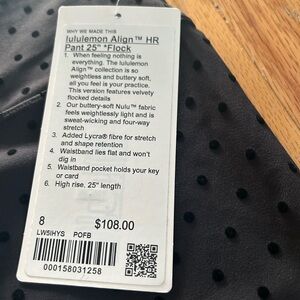 WHY WE MADE THIS
lululemon Align™ HR
Pant 25" *Flock
1. When feeling nothing is
everything. The lululemon
Align™ collection is so
weightless and buttery soft,
all you feel is your practice.
This version features velvety
flocked details
2. Our buttery-soft Nulu™ fabric
feels weightless and light and is
sweat-wicking and four-way
stretch
3. Added Lycra® fibre for stretch
and shape retention
4. Waistband lies flat and won't
dig in
5. Waistband pocket holds your key
or card
6. High rise. 25" length
8 $108.00
LW5IHYS POFB
000158031258